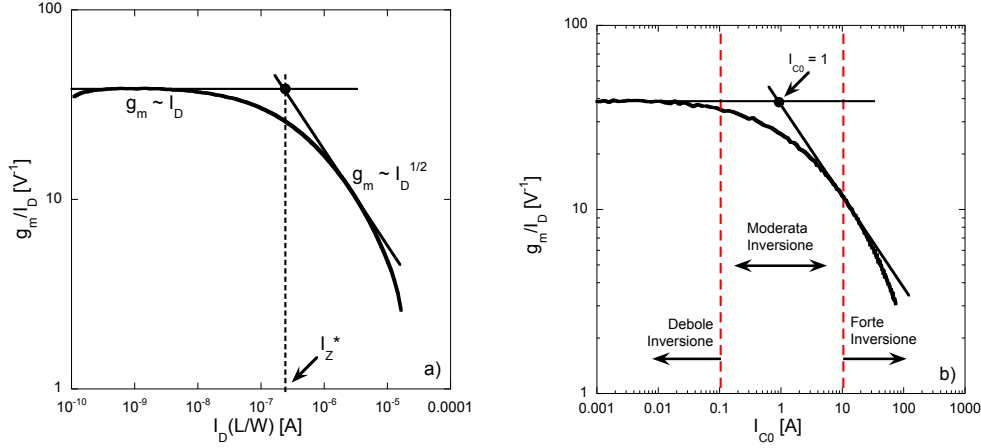 a)
100
10
1
g_m/I_D [V^-1]
g_m ~ I_D
g_m ~ I_D^1/2
I_Z*
10^-10 10^-9 10^-8 10^-7 10^-6 10^-5 0.0001
I_D(L/W) [A]
b)
100
10
1
g_m/I_D [V^-1]
I_C0 = 1
Moderata
Inversione
Debole
Inversione
Forte
Inversione
0.001 0.01 0.1 1 10 100 1000
I_C0 [A]